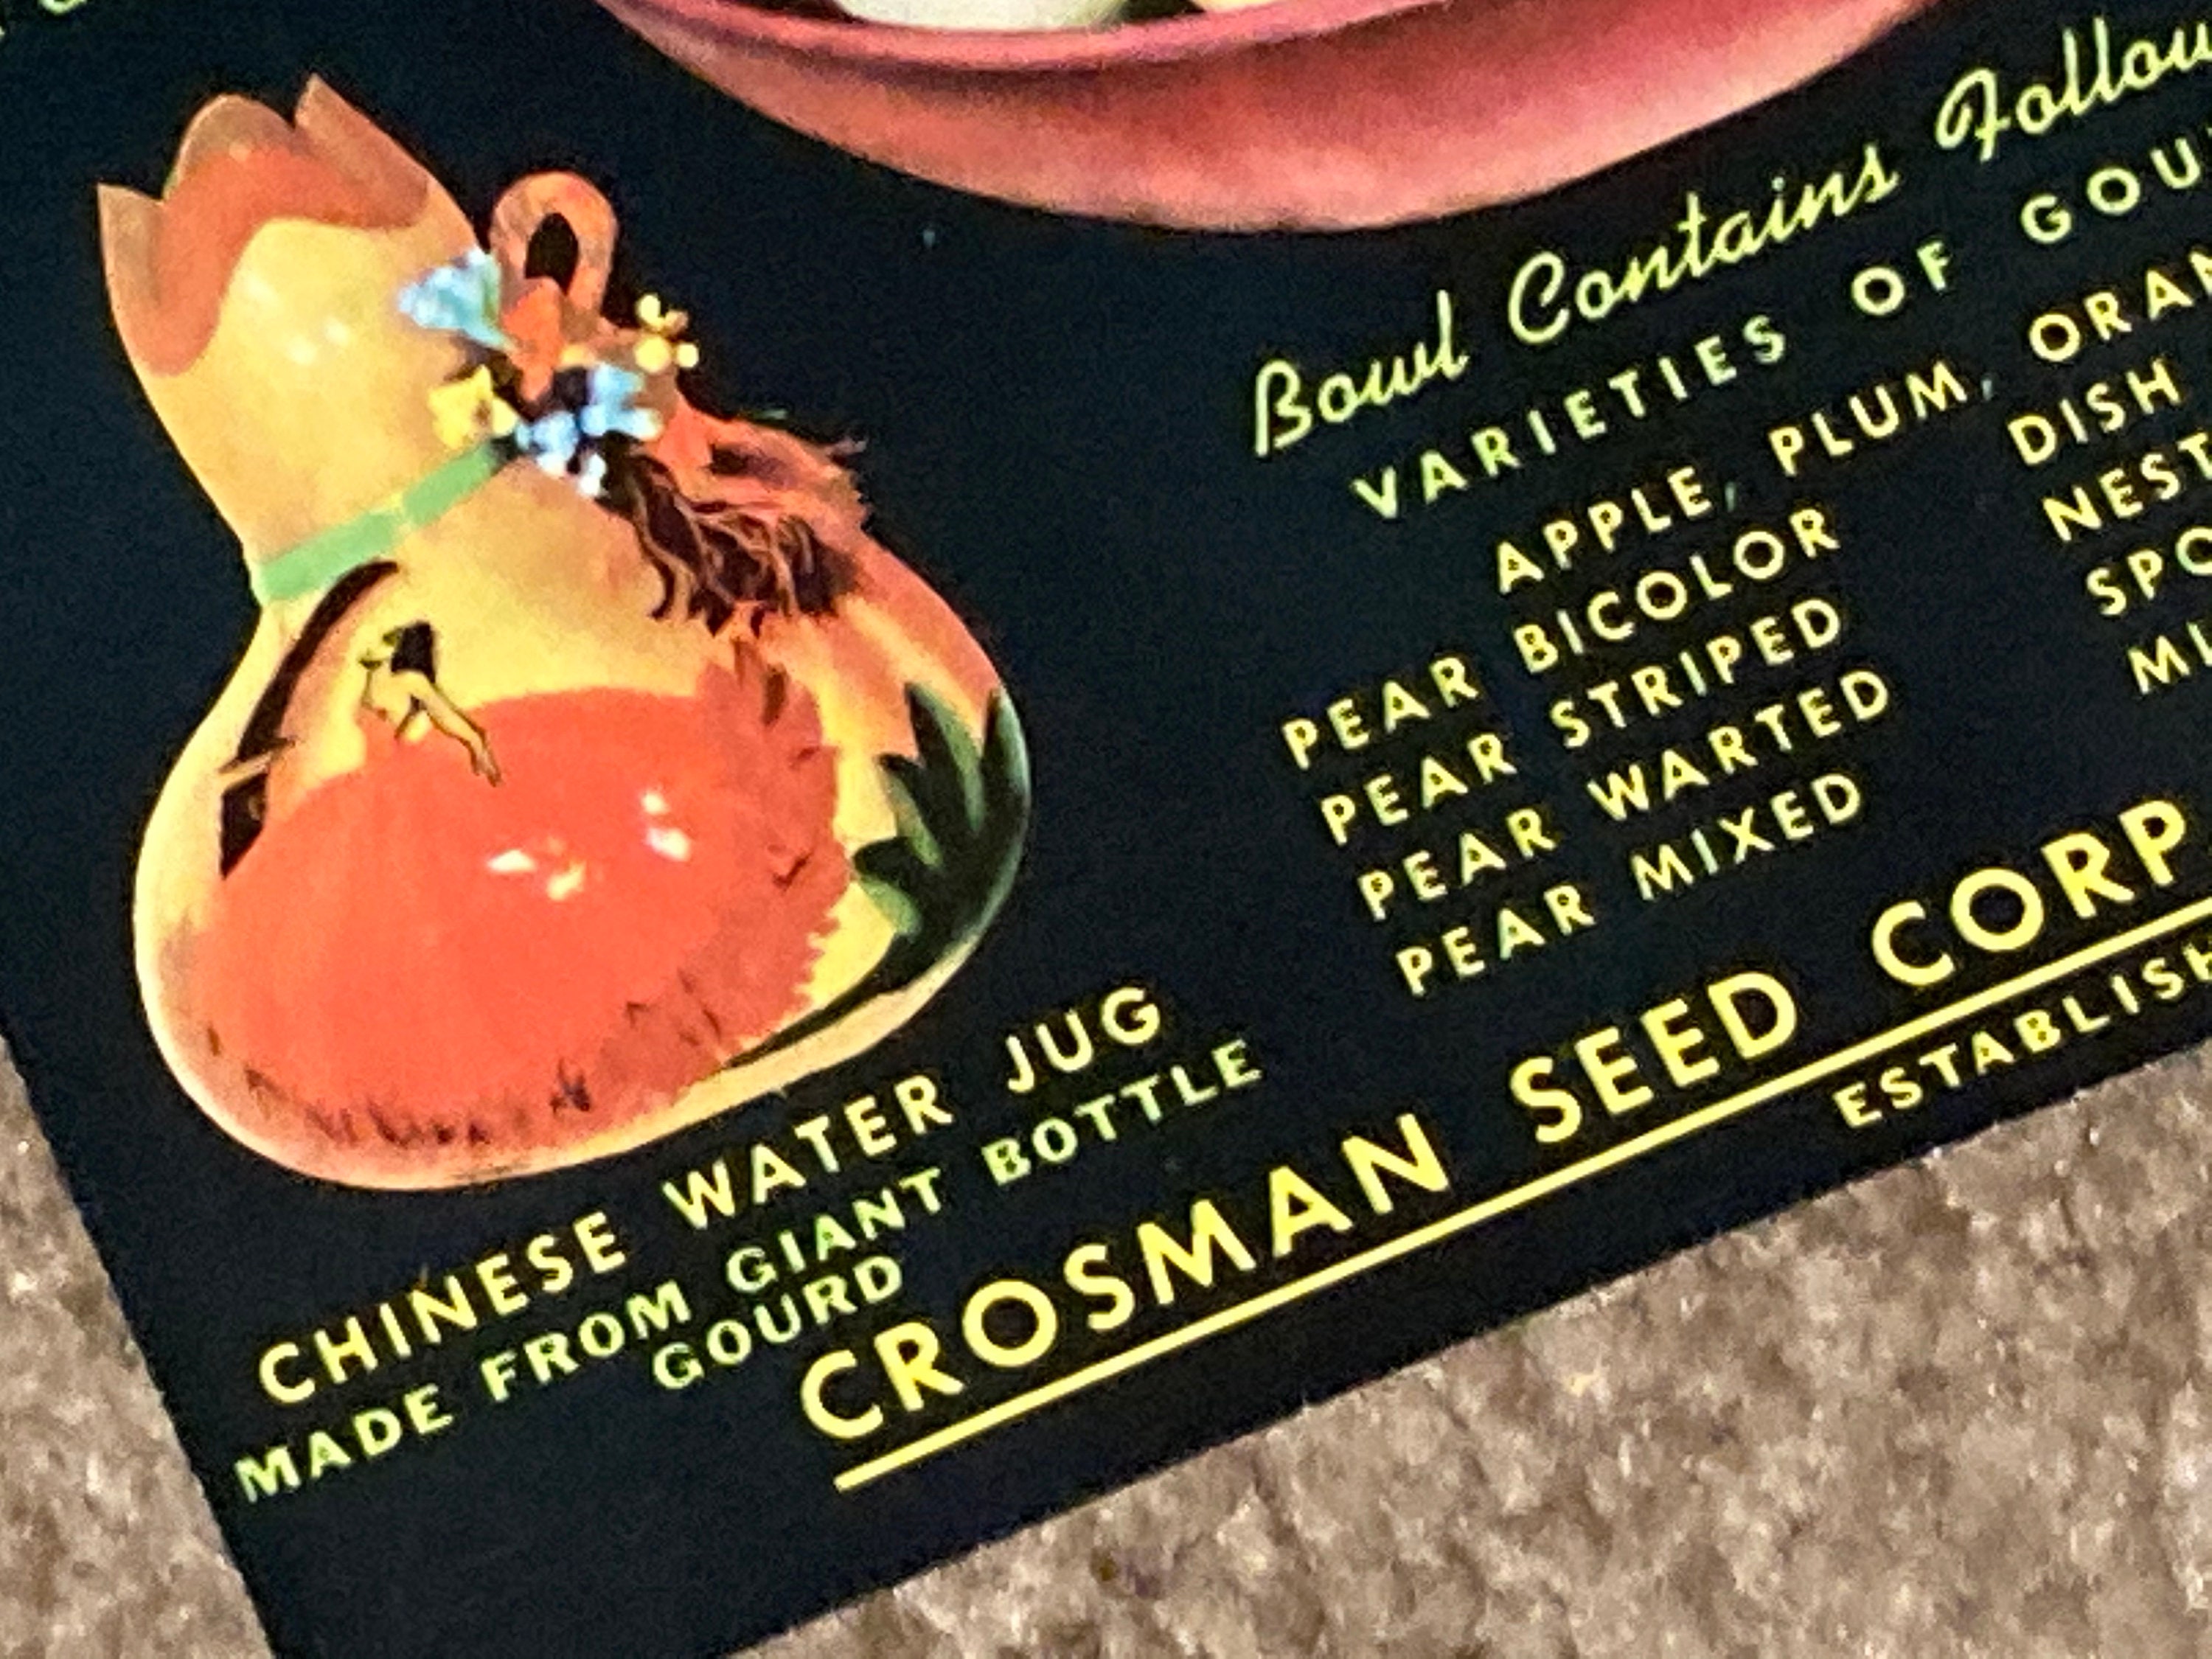 Bowl Contains
VARIETIES OF
APPLE, PLUM,
PEAR BICOLOR
DISH
PEAR STRIPED
PEAR WARTED
PEAR MIXED
CHINESE WATER JUG
MADE FROM GIANT BOTTLE
GOURD
CROSMAN SEED CORP